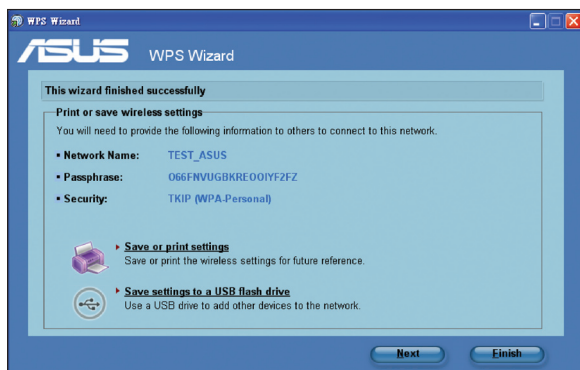 WPS Wizard
ASUS WPS Wizard
This wizard finished successfully
Print or save wireless settings
You will need to provide the following information to others to connect to this network.
Network Name: TEST_ASUS
Passphrase: O66FNVUGBKREOOIYF2FZ
Security: TKIP (WPA-Personal)
Save or print settings
Save or print the wireless settings for future reference.
Save settings to a USB flash drive
Use a USB drive to add other devices to the network.
Next Finish